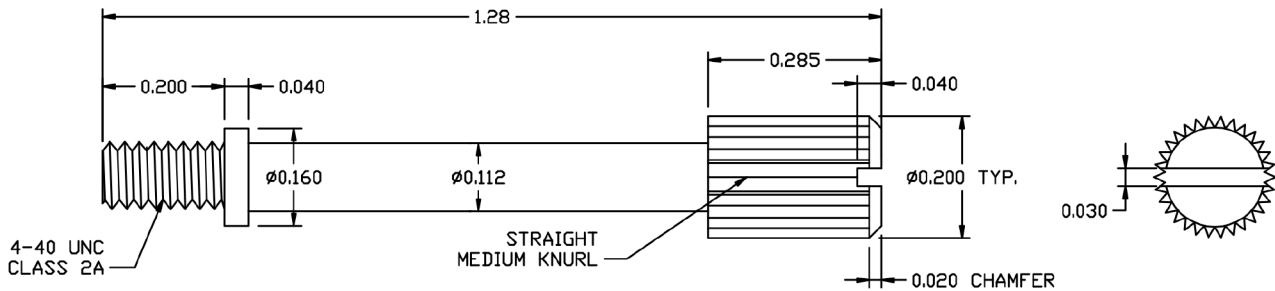 1.28
0.285
0.200
0.040
0.040
Ø0.160
Ø0.112
Ø0.200 TYP.
0.030
4-40 UNC
CLASS 2A
STRAIGHT
MEDIUM KNURL
0.020 CHAMFER